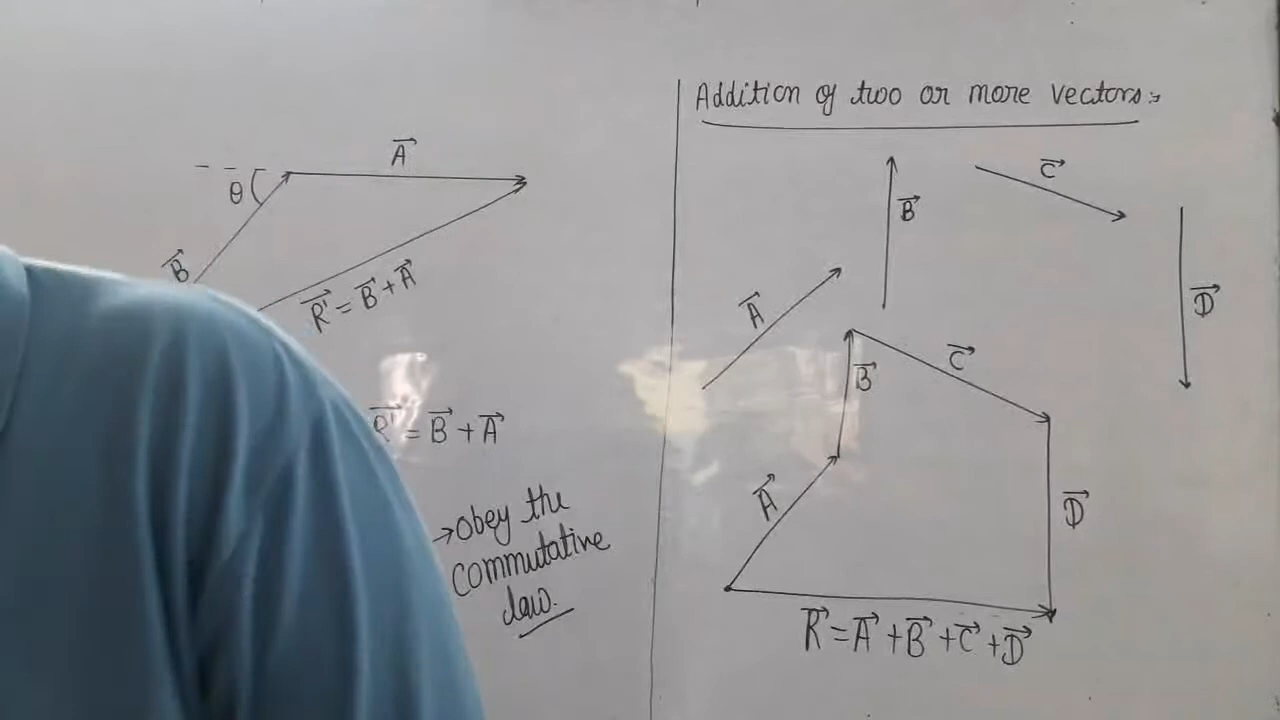 A⃗
θ
B⃗
R⃗' = B⃗ + A⃗
R⃗' = B⃗ + A⃗
→ obey the
commutative
law.
Addition of two or more vectors:-
B⃗
C⃗
A⃗
D⃗
B⃗
C⃗
A⃗
D⃗
R⃗ = A⃗ + B⃗ + C⃗ + D⃗